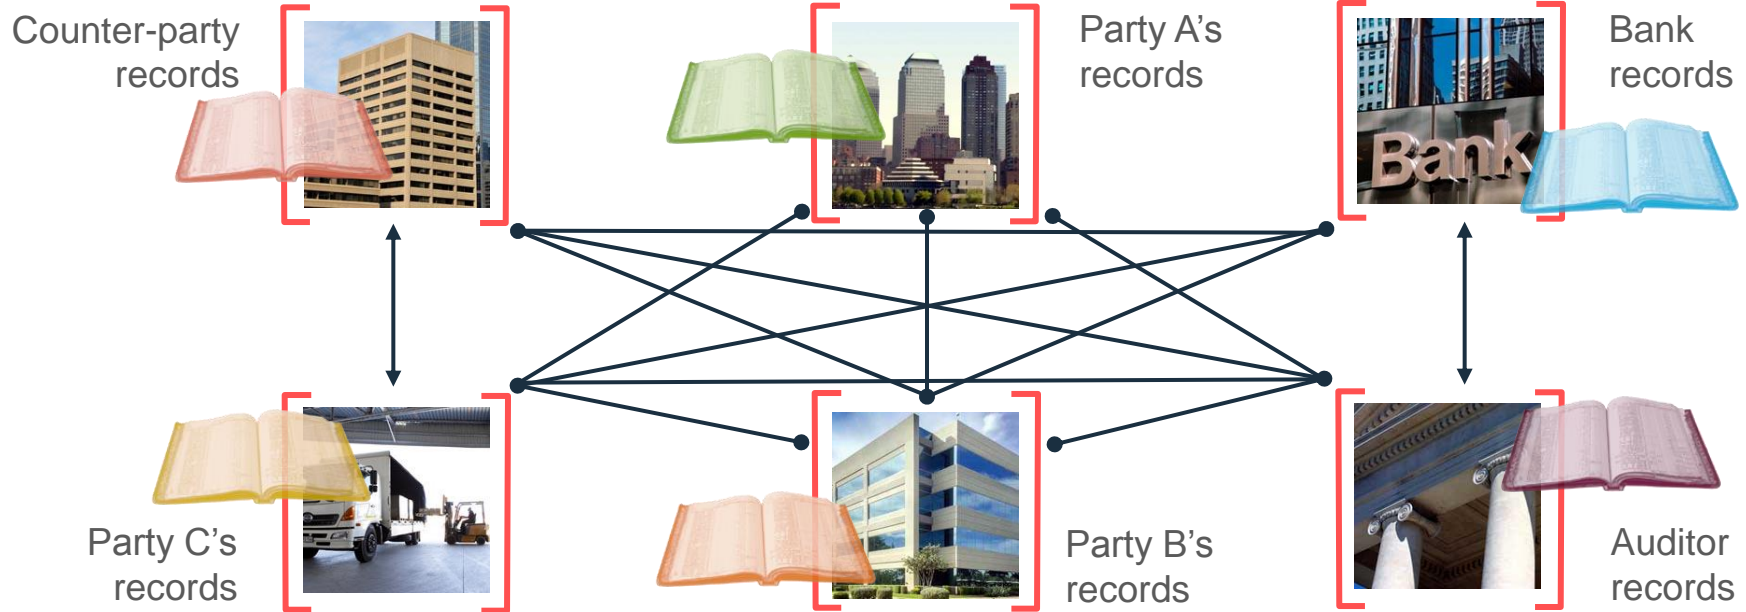 Counter-party
records
Party A's
records
Bank
records
Bank
Party C's
records
Party B's
records
Auditor
records